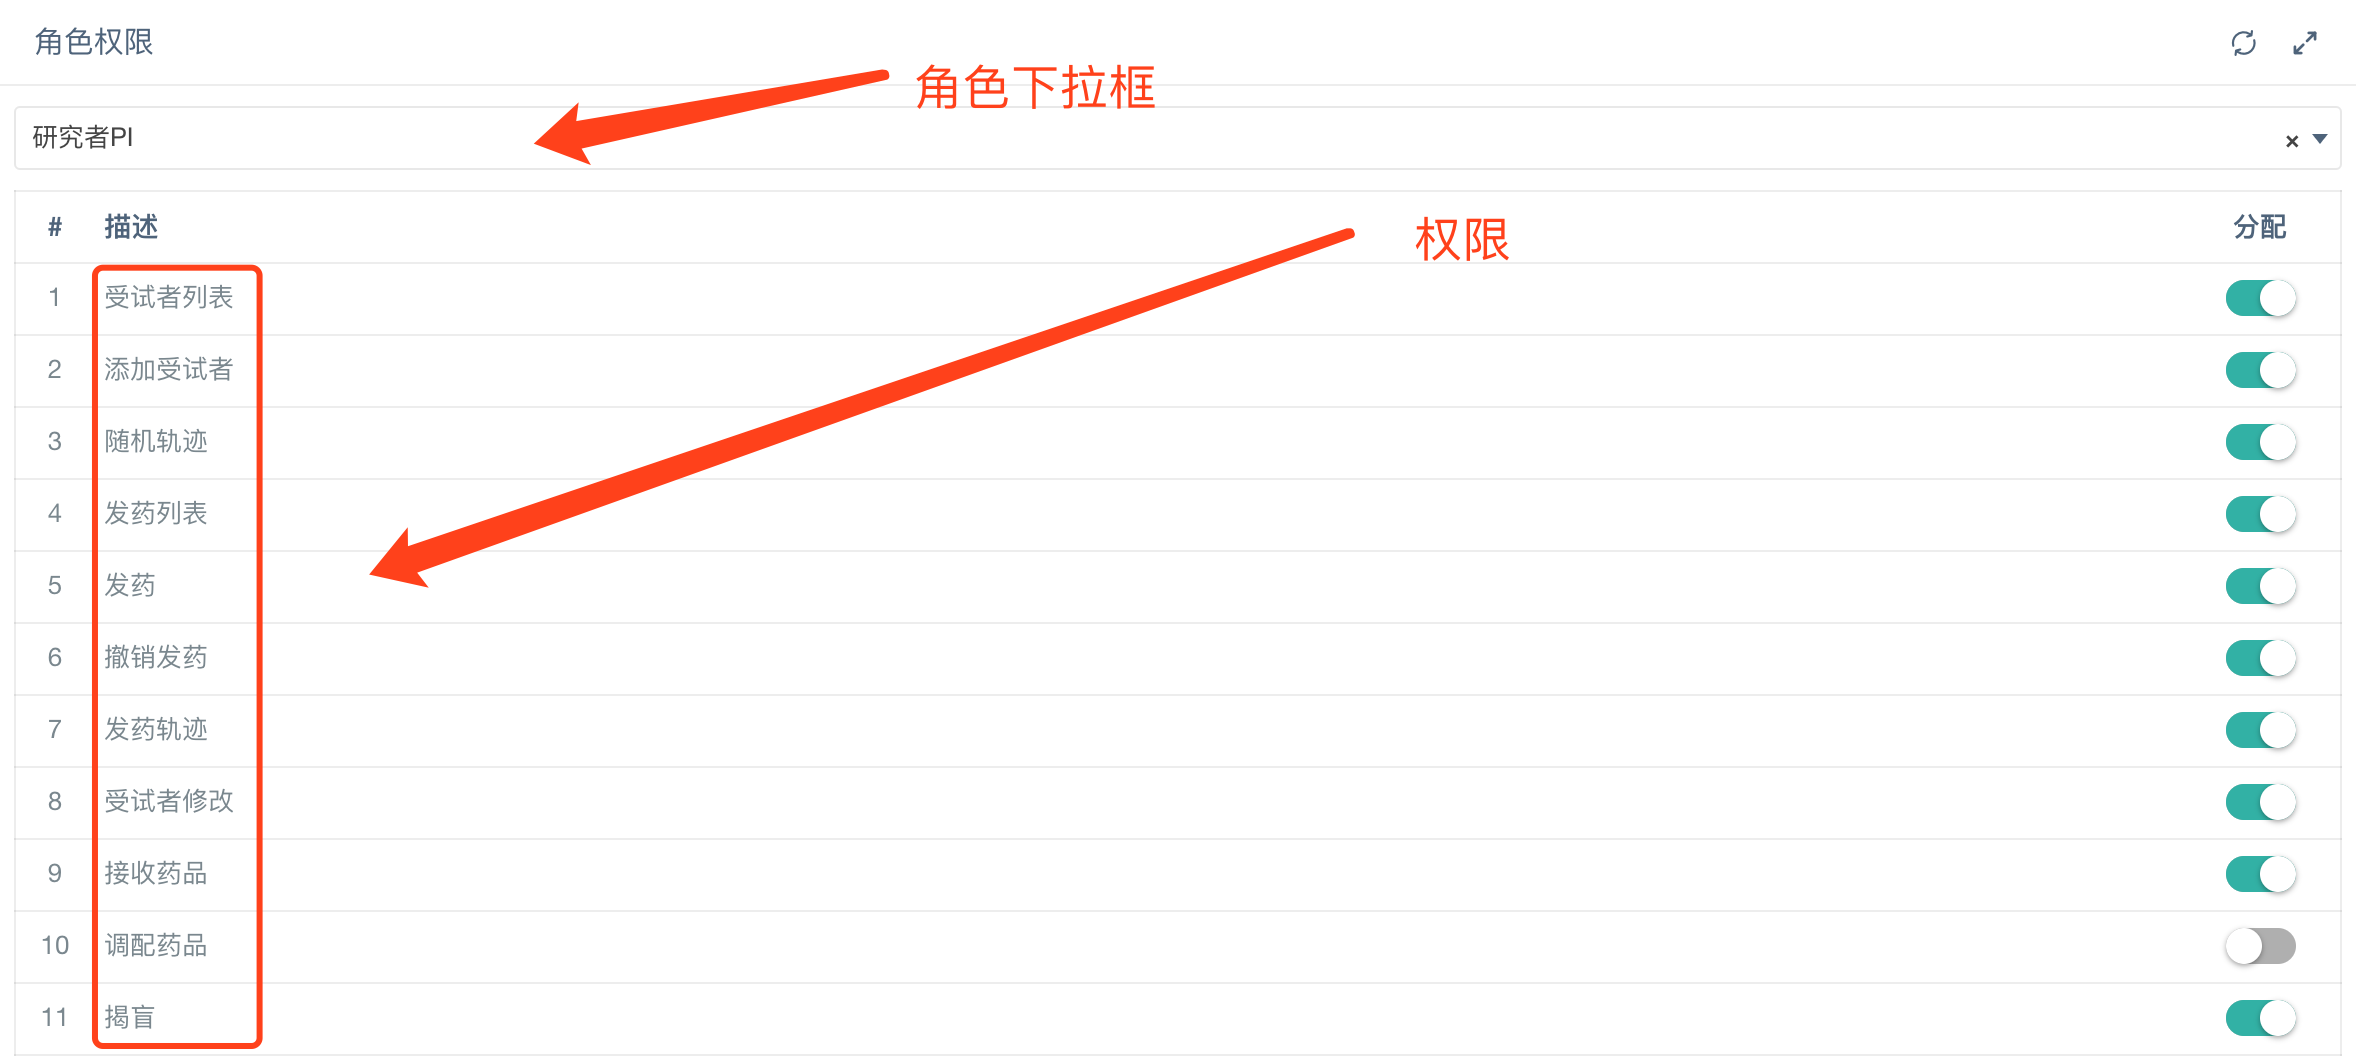 角色权限
角色下拉框
研究者PI
# 描述 分配
权限
1 受试者列表
2 添加受试者
3 随机轨迹
4 发药列表
5 发药
6 撤销发药
7 发药轨迹
8 受试者修改
9 接收药品
10 调配药品
11 揭盲